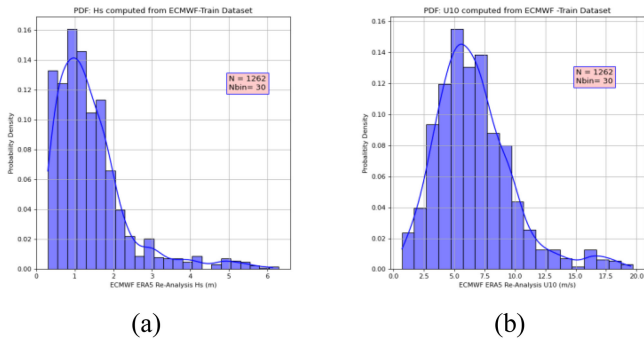 PDF: Hs computed from ECMWF-Train Dataset
0.16
0.14
0.12
0.10
0.08
0.06
0.04
0.02
0.00
Probability Density
N = 1262
Nbin= 30
0 1 2 3 4 5 6
ECMWF ERA5 Re-Analysis Hs (m)
(a)
PDF: U10 computed from ECMWF -Train Dataset
0.16
0.14
0.12
0.10
0.08
0.06
0.04
0.02
0.00
Probability Density
N = 1262
Nbin= 30
0.0 2.5 5.0 7.5 10.0 12.5 15.0 17.5 20.0
ECMWF ERA5 Re-Analysis U10 (m/s)
(b)